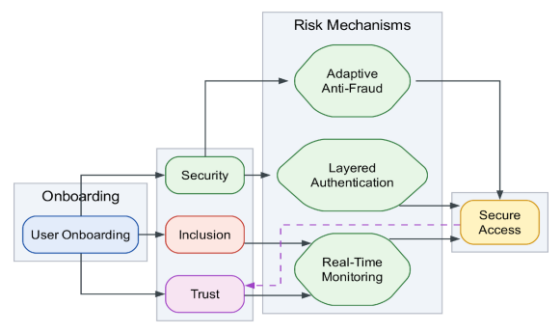 Risk Mechanisms
Adaptive
Anti-Fraud
Security
Layered
Authentication
Onboarding
User Onboarding
Inclusion
Secure
Access
Real-Time
Monitoring
Trust